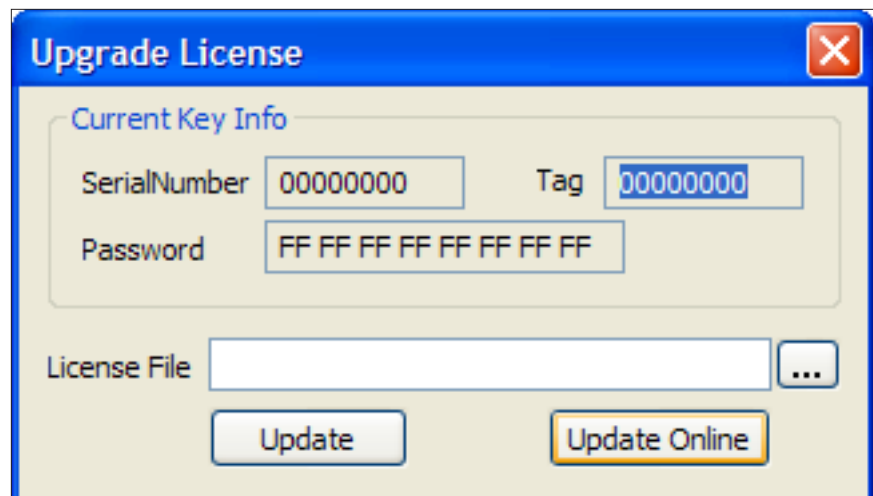 Upgrade License
Current Key Info
SerialNumber 00000000 Tag 00000000
Password FF FF FF FF FF FF FF FF
License File ...
Update Update Online